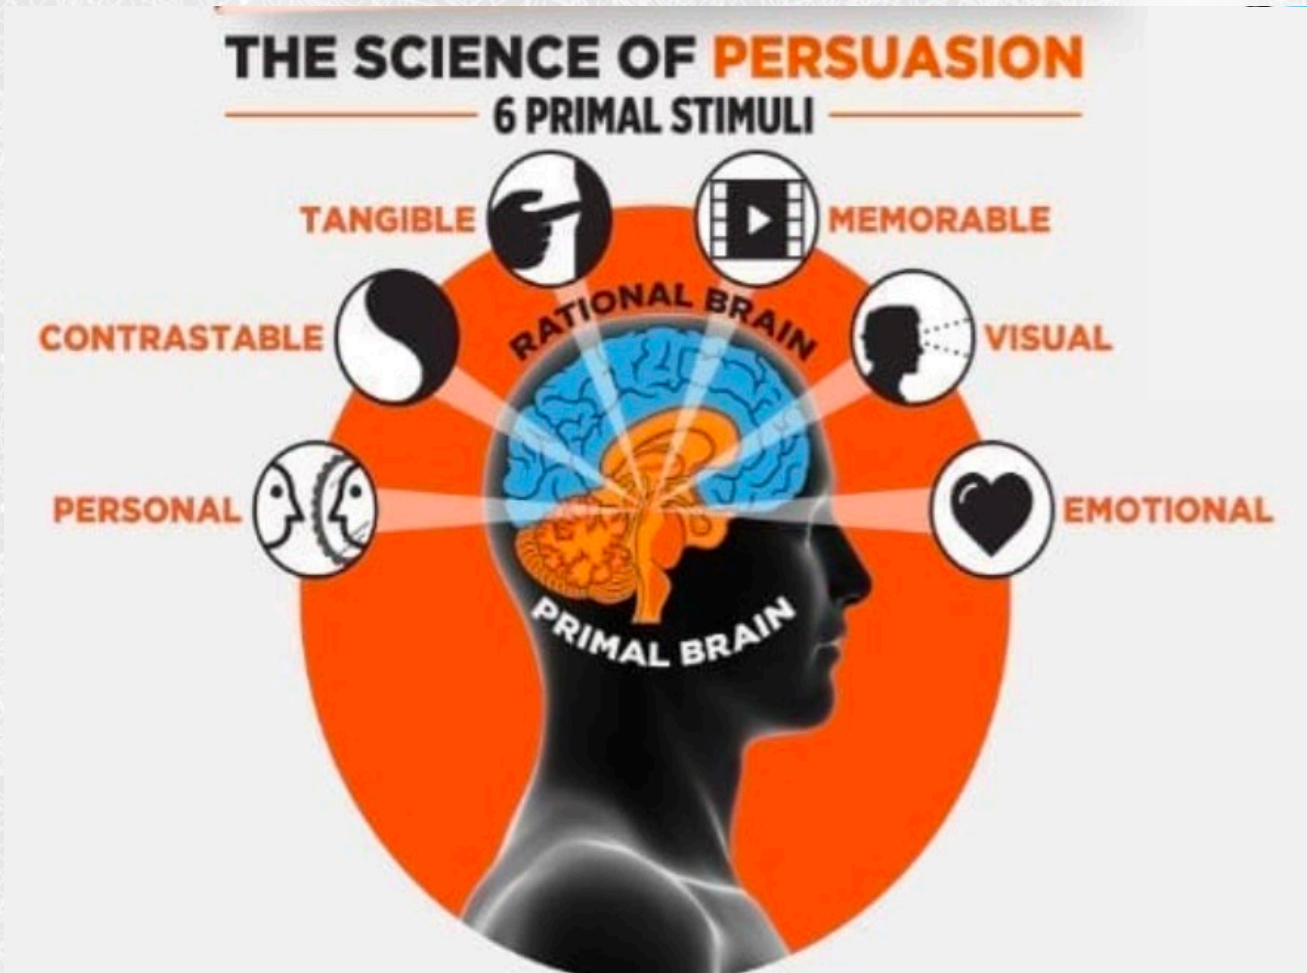 THE SCIENCE OF PERSUASION
6 PRIMAL STIMULI
TANGIBLE
MEMORABLE
RATIONAL BRAIN
CONTRASTABLE
VISUAL
PERSONAL
EMOTIONAL
PRIMAL BRAIN